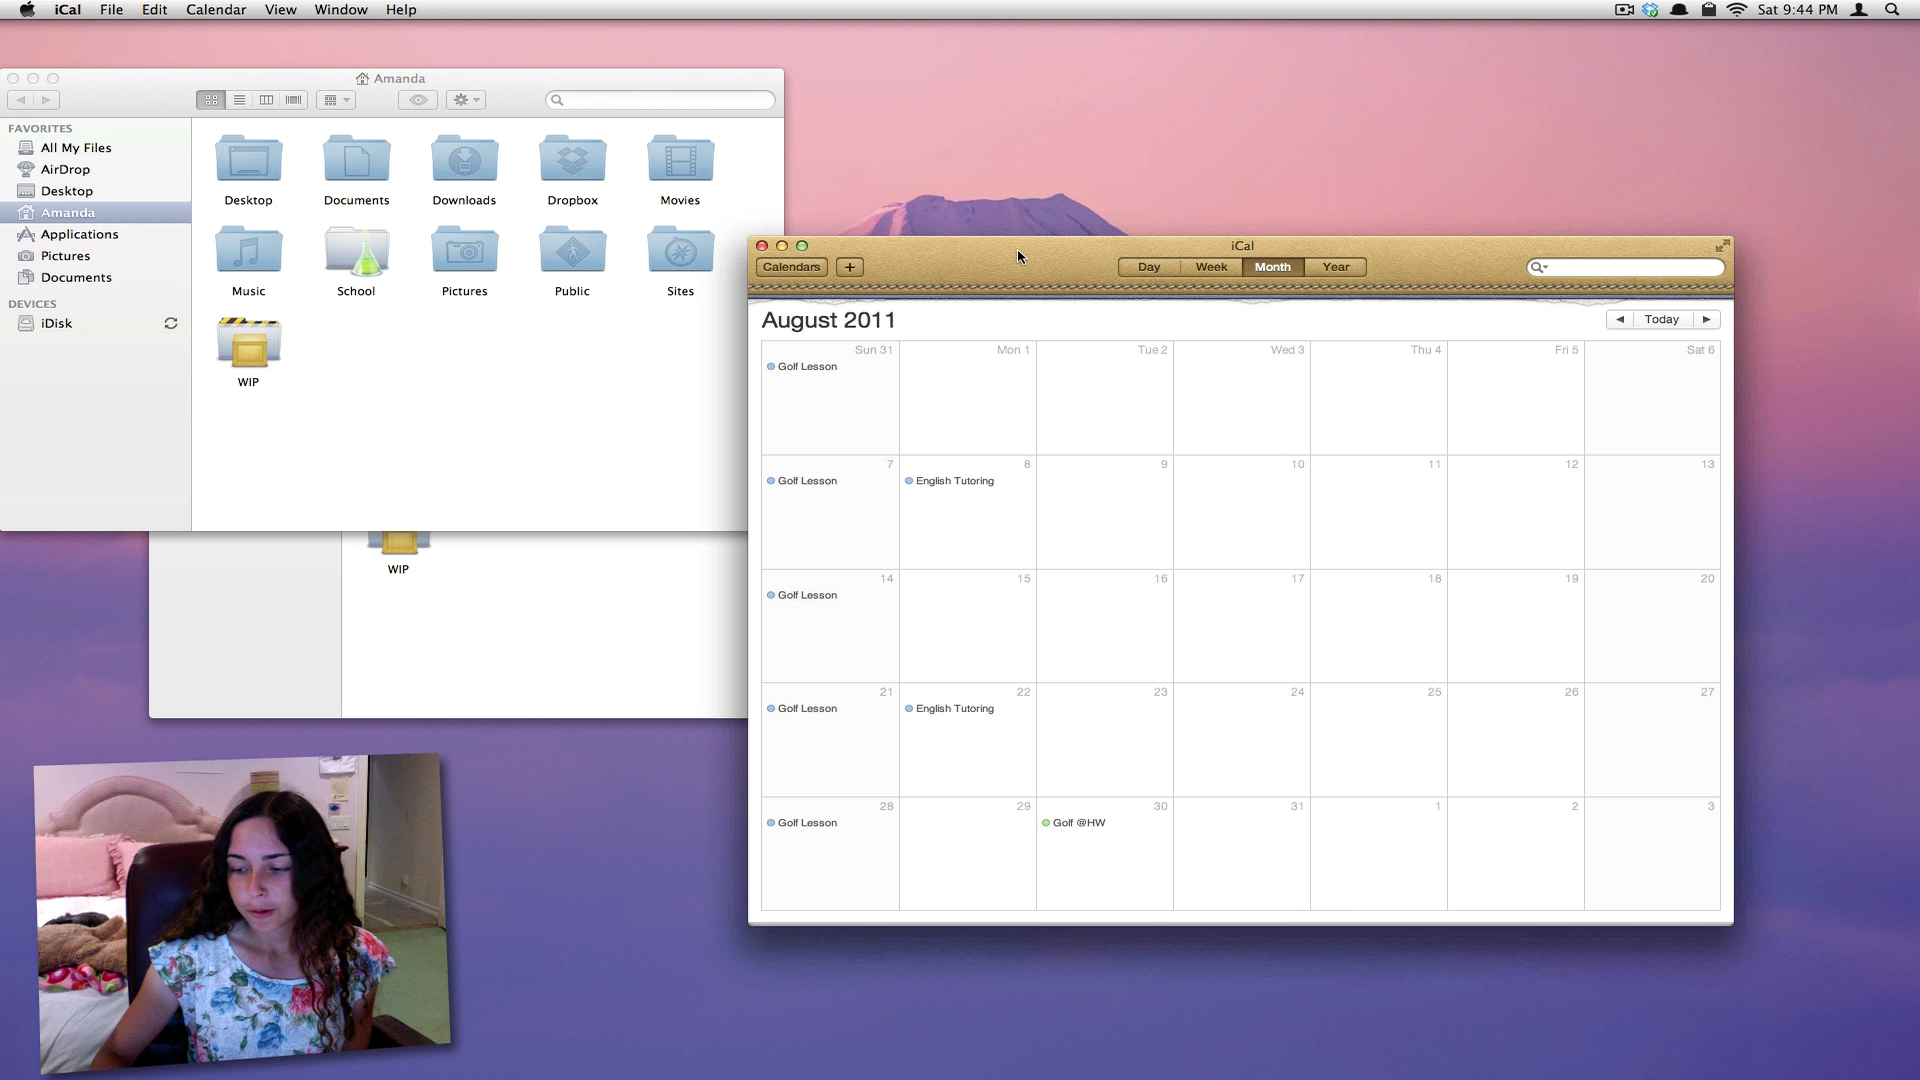 iCal File Edit Calendar View Window Help
Sat 9:44 PM
Amanda
FAVORITES
All My Files
AirDrop
Desktop
Amanda
Applications
Pictures
Documents
DEVICES
iDisk
Desktop Documents Downloads Dropbox Movies
Music School Pictures Public Sites
WIP
WIP
iCal
Calendars + Day Week Month Year
August 2011
Today
Sun 31 Mon 1 Tue 2 Wed 3 Thu 4 Fri 5 Sat 6
Golf Lesson
7 8 9 10 11 12 13
Golf Lesson English Tutoring
14 15 16 17 18 19 20
Golf Lesson
21 22 23 24 25 26 27
Golf Lesson English Tutoring
28 29 30 31 1 2 3
Golf Lesson Golf @HW